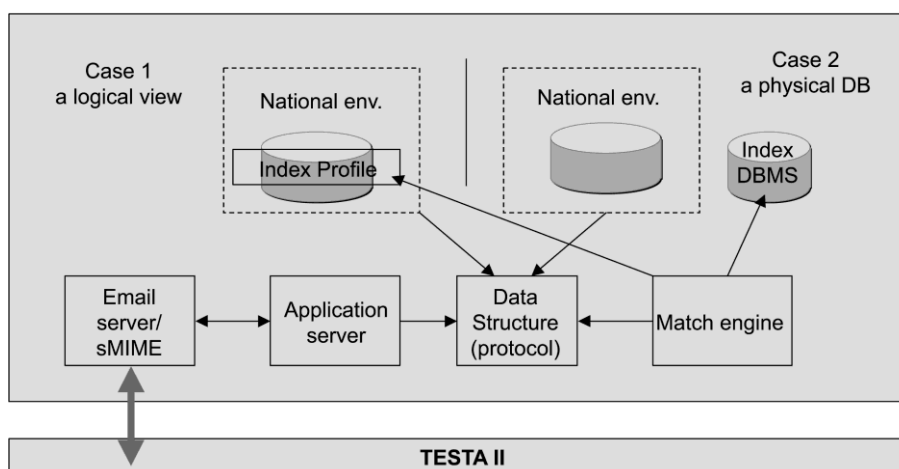 Case 1
a logical view
National env.
Index Profile
National env.
Case 2
a physical DB
Index
DBMS
Email
server/
sMIME
Application
server
Data
Structure
(protocol)
Match engine
TESTA II